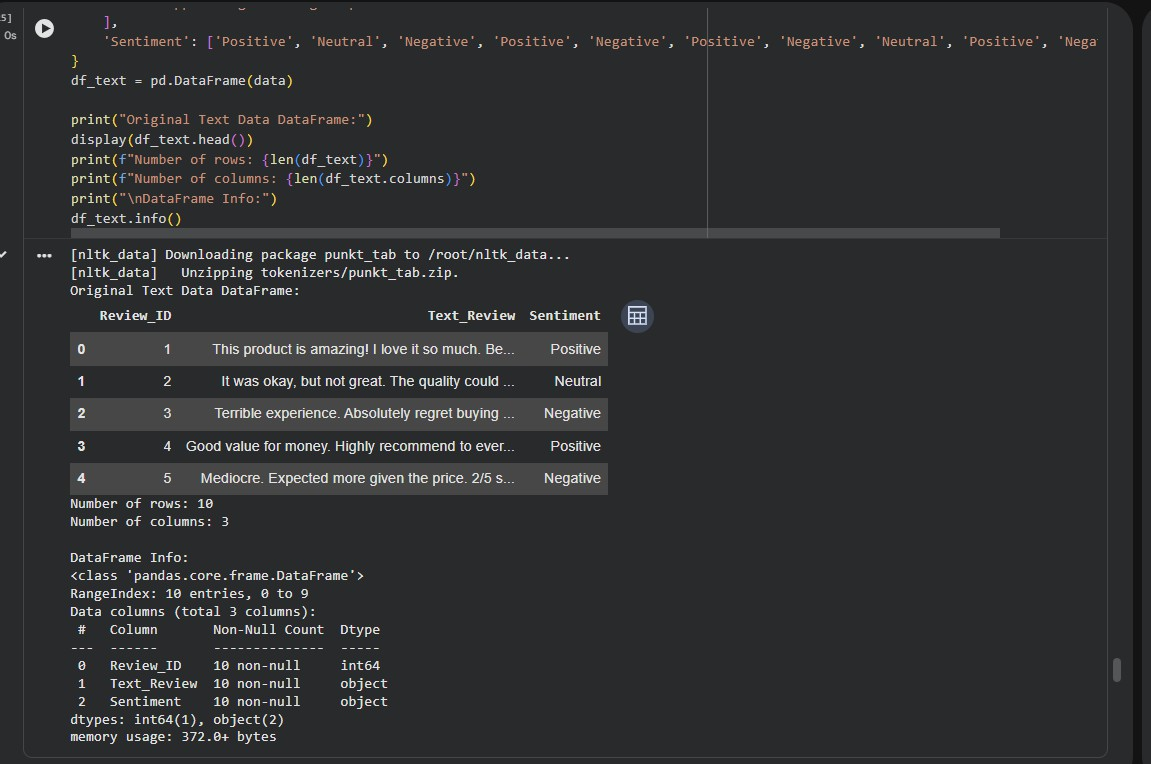 5]
0s
],
'Sentiment': ['Positive', 'Neutral', 'Negative', 'Positive', 'Negative', 'Positive', 'Negative', 'Neutral', 'Positive', 'Nega
}
df_text = pd.DataFrame(data)
print("Original Text Data DataFrame:")
display(df_text.head())
print(f"Number of rows: {len(df_text)}")
print(f"Number of columns: {len(df_text.columns)}")
print("\nDataFrame Info:")
df_text.info()
[nltk_data] Downloading package punkt_tab to /root/nltk_data...
[nltk_data]   Unzipping tokenizers/punkt_tab.zip.
Original Text Data DataFrame:
Review_ID Text_Review Sentiment
0 1 This product is amazing! I love it so much. Be... Positive
1 2 It was okay, but not great. The quality could ... Neutral
2 3 Terrible experience. Absolutely regret buying ... Negative
3 4 Good value for money. Highly recommend to ever... Positive
4 5 Mediocre. Expected more given the price. 2/5 s... Negative
Number of rows: 10
Number of columns: 3
DataFrame Info:
<class 'pandas.core.frame.DataFrame'>
RangeIndex: 10 entries, 0 to 9
Data columns (total 3 columns):
#   Column       Non-Null Count  Dtype
---  ------       --------------  -----
0   Review_ID    10 non-null     int64
1   Text_Review  10 non-null     object
2   Sentiment    10 non-null     object
dtypes: int64(1), object(2)
memory usage: 372.0+ bytes